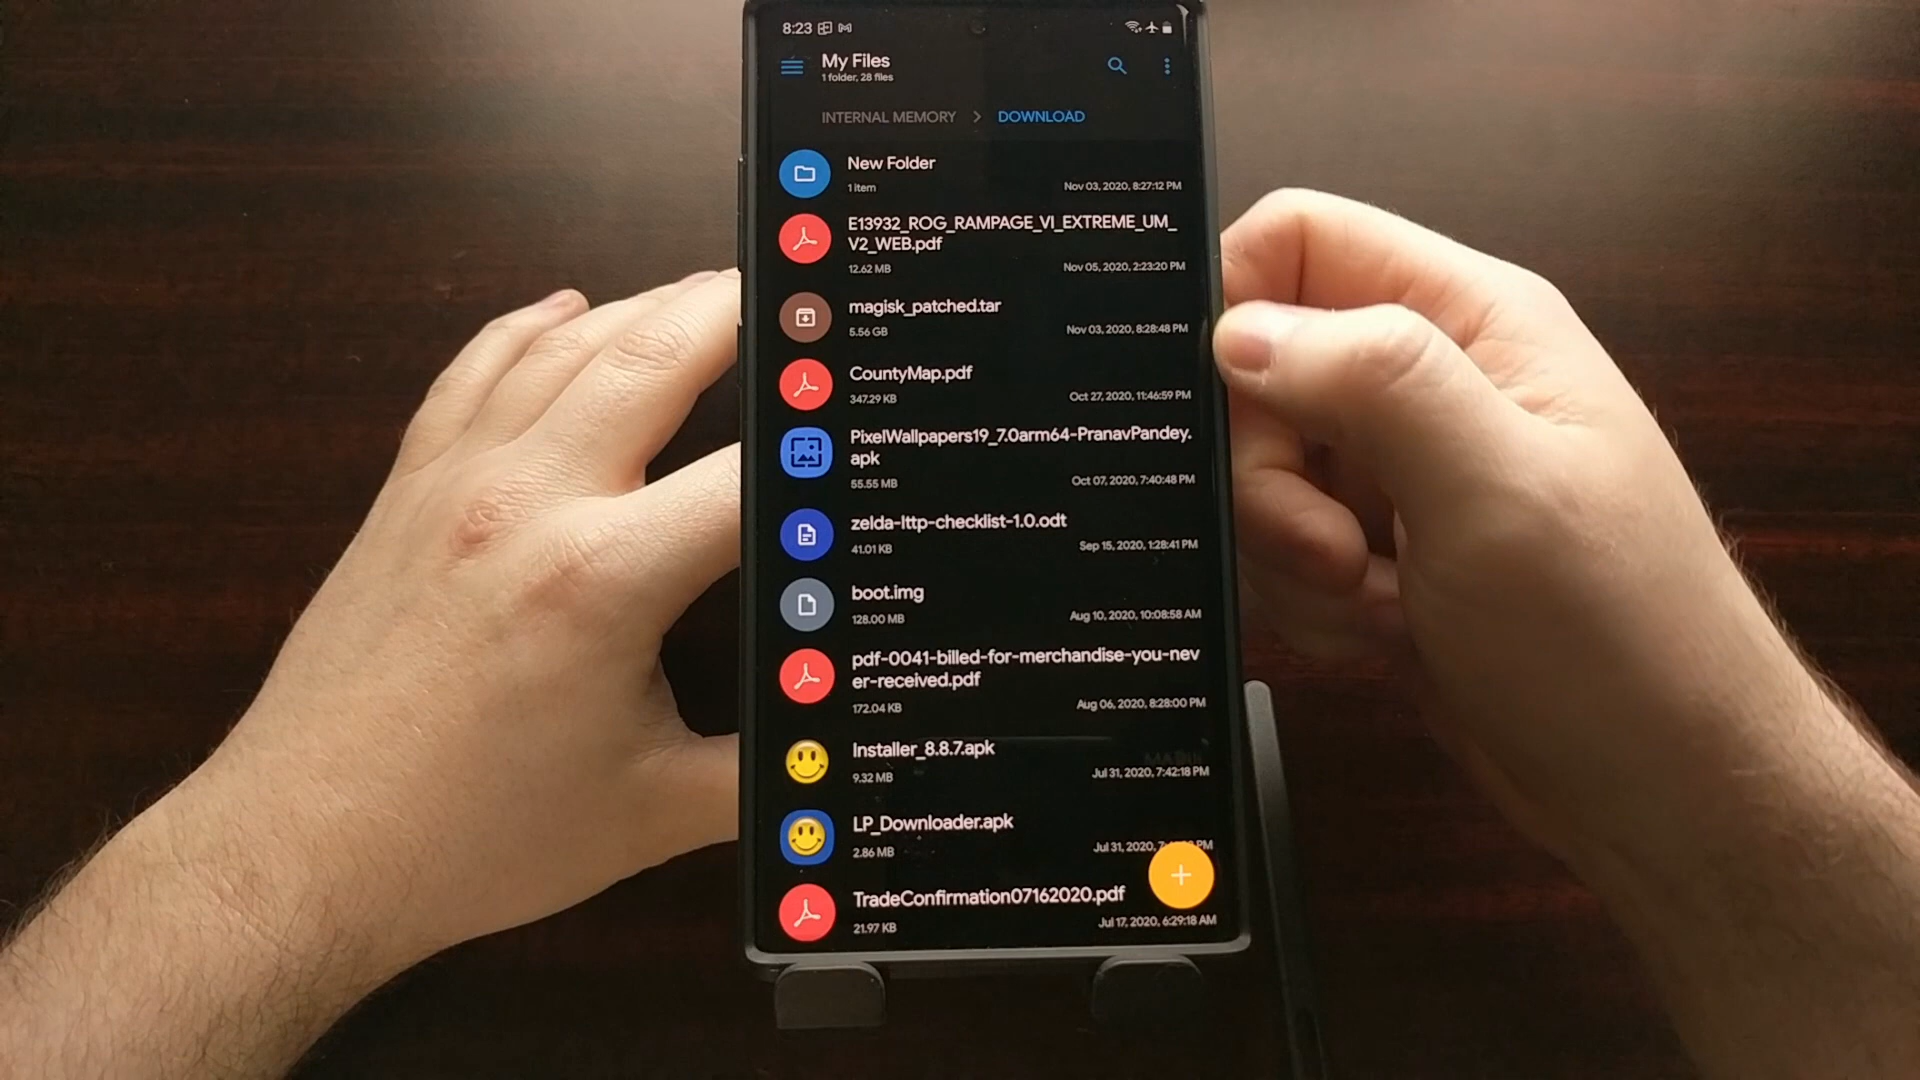 8:23
My Files
1 folder, 28 files
INTERNAL MEMORY > DOWNLOAD
New Folder
1 item
Nov 03, 2020, 8:27:12 PM
E13932_ROG_RAMPAGE_VI_EXTREME_UM_
V2_WEB.pdf
12.62 MB
Nov 05, 2020, 2:23:20 PM
magisk_patched.tar
5.56 GB
Nov 03, 2020, 8:28:48 PM
CountyMap.pdf
347.29 KB
Oct 27, 2020, 11:46:59 PM
PixelWallpapers19_7.0arm64-PranavPandey.
apk
55.55 MB
Oct 07, 2020, 7:40:48 PM
zelda-lttp-checklist-1.0.odt
41.01 KB
Sep 15, 2020, 1:28:41 PM
boot.img
128.00 MB
Aug 10, 2020, 10:08:58 AM
pdf-0041-billed-for-merchandise-you-nev
er-received.pdf
172.04 KB
Aug 06, 2020, 8:28:00 PM
Installer_8.8.7.apk
9.32 MB
Jul 31, 2020, 7:42:18 PM
LP_Downloader.apk
2.86 MB
Jul 31, 2020, PM
TradeConfirmation07162020.pdf
21.97 KB
Jul 17, 2020, 6:29:18 AM